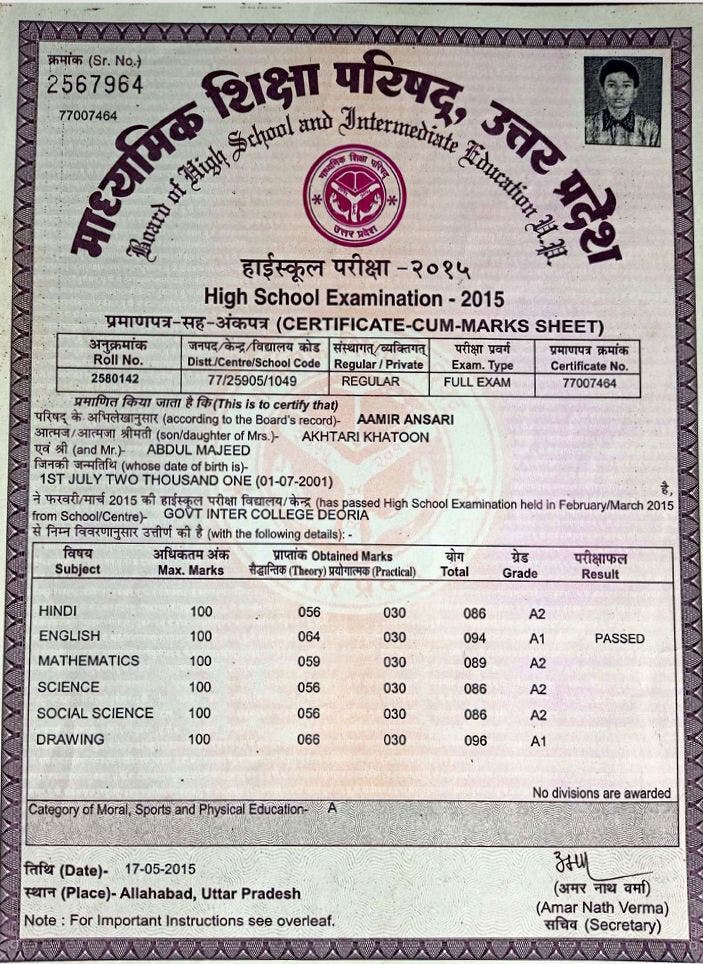 क्रमांक (Sr. No.)
2567964
77007464
माध्यमिक शिक्षा परिषद्, उत्तर प्रदेश
Board of High School and Intermediate Education U.P.
माध्यमिक शिक्षा परिषद्
उत्तर प्रदेश
हाईस्कूल परीक्षा -२०१५
High School Examination - 2015
प्रमाणपत्र-सह-अंकपत्र (CERTIFICATE-CUM-MARKS SHEET)
अनुक्रमांक जनपद/केन्द्र/विद्यालय कोड संस्थागत/व्यक्तिगत् परीक्षा प्रवर्ग प्रमाणपत्र क्रमांक
Roll No. Distt./Centre/School Code Regular / Private Exam. Type Certificate No.
2580142 77/25905/1049 REGULAR FULL EXAM 77007464
प्रमाणित किया जाता है कि(This is to certify that)
परिषद् के अभिलेखानुसार (according to the Board's record)- AAMIR ANSARI
आत्मज/आत्मजा श्रीमती (son/daughter of Mrs.)- AKHTARI KHATOON
एवं श्री (and Mr.)- ABDUL MAJEED
जिनकी जन्मतिथि (whose date of birth is)-
1ST JULY TWO THOUSAND ONE (01-07-2001) है,
ने फरवरी/मार्च 2015 की हाईस्कूल परीक्षा विद्यालय/केन्द्र (has passed High School Examination held in February/March 2015
from School/Centre)- GOVT INTER COLLEGE DEORIA
से निम्न विवरणानुसार उत्तीर्ण की है (with the following details): -
विषय अधिकतम अंक प्राप्तांक Obtained Marks योग ग्रेड परीक्षाफल
Subject Max. Marks सैद्धान्तिक (Theory) प्रयोगात्मक (Practical) Total Grade Result
HINDI 100 056 030 086 A2
ENGLISH 100 064 030 094 A1 PASSED
MATHEMATICS 100 059 030 089 A2
SCIENCE 100 056 030 086 A2
SOCIAL SCIENCE 100 056 030 086 A2
DRAWING 100 066 030 096 A1
No divisions are awarded
Category of Moral, Sports and Physical Education- A
तिथि (Date)- 17-05-2015
स्थान (Place)- Allahabad, Uttar Pradesh
Note : For Important Instructions see overleaf.
(अमर नाथ वर्मा)
(Amar Nath Verma)
सचिव (Secretary)